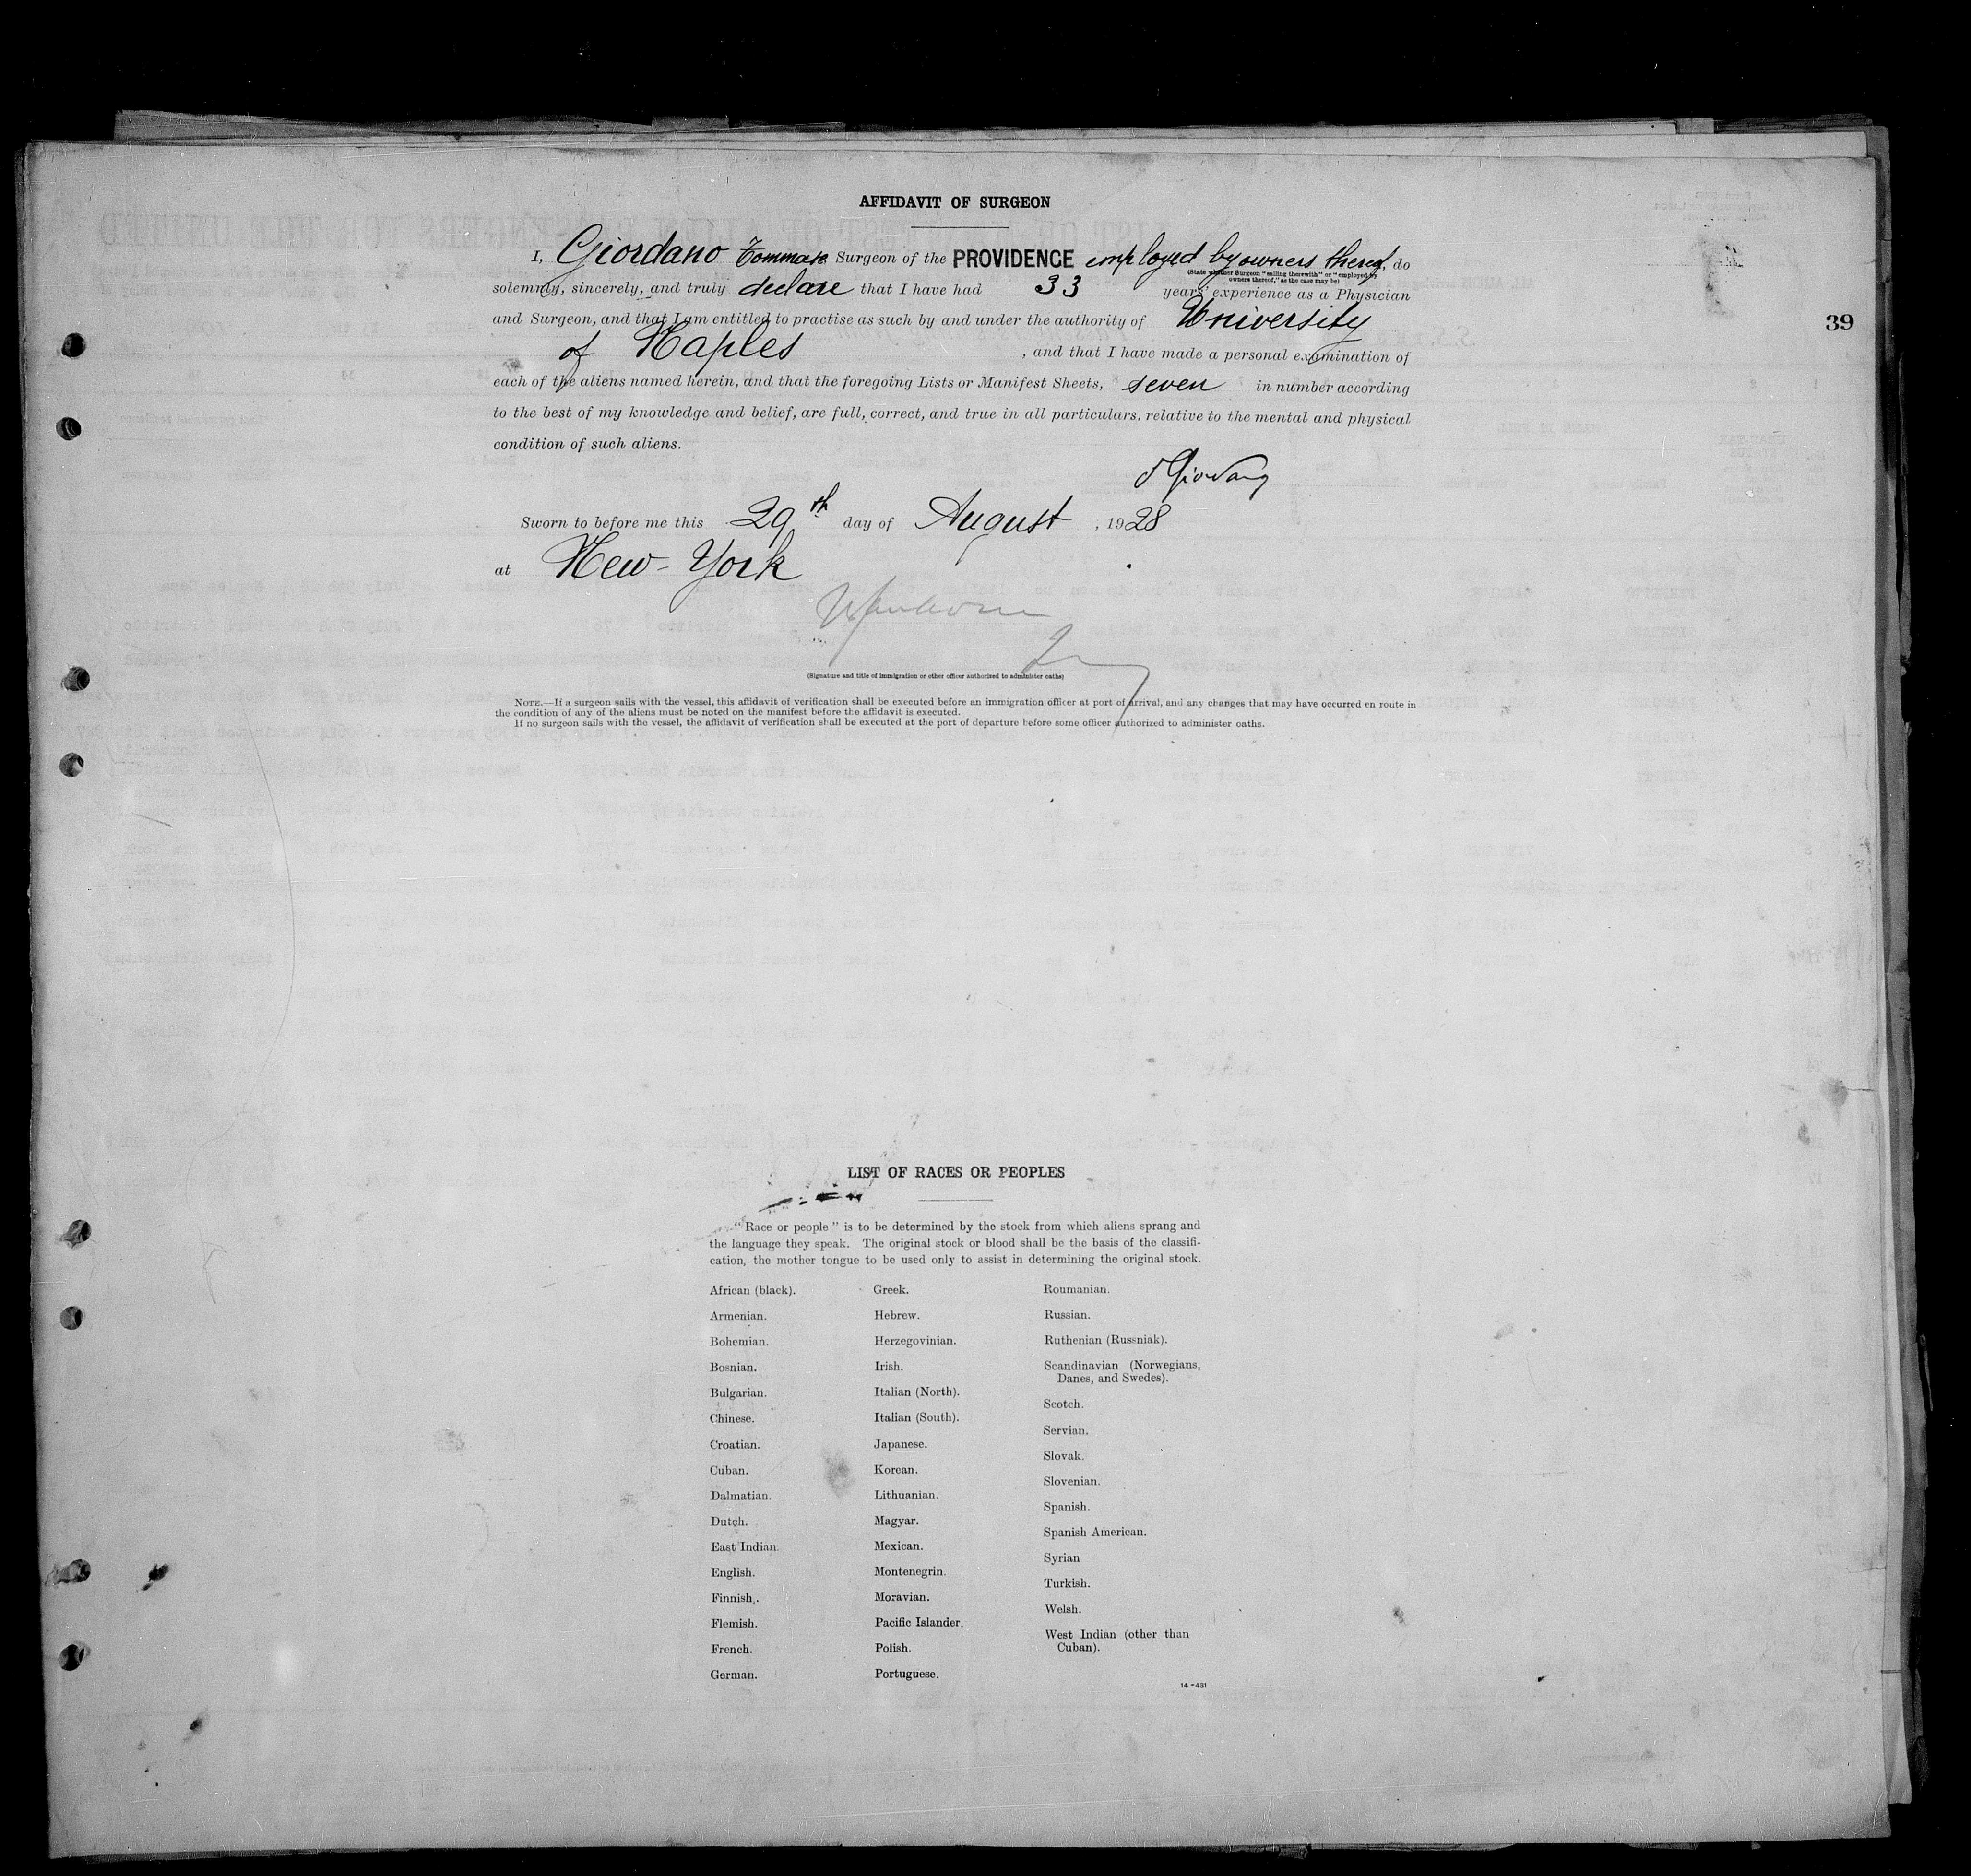 AFFIDAVIT OF SURGEON
I, Giordano Tommaso Surgeon of the PROVIDENCE employed by owners thereof, do
(State whether Surgeon "sailing therewith" or "employed by
owners thereof," as the case may be)
solemnly, sincerely, and truly declare that I have had 33 years' experience as a Physician
and Surgeon, and that I am entitled to practise as such by and under the authority of University
39
of Naples , and that I have made a personal examination of
each of the aliens named herein, and that the foregoing Lists or Manifest Sheets, seven in number according
to the best of my knowledge and belief, are full, correct, and true in all particulars, relative to the mental and physical
condition of such aliens.
Sworn to before me this 29th day of August , 1928
at New-York
(Signature and title of immigration or other officer authorized to administer oaths)
NOTE.—If a surgeon sails with the vessel, this affidavit of verification shall be executed before an immigration officer at port of arrival, and any changes that may have occurred en route in
the condition of any of the aliens must be noted on the manifest before the affidavit is executed.
If no surgeon sails with the vessel, the affidavit of verification shall be executed at the port of departure before some officer authorized to administer oaths.
LIST OF RACES OR PEOPLES
"Race or people" is to be determined by the stock from which aliens sprang and
the language they speak. The original stock or blood shall be the basis of the classifi-
cation, the mother tongue to be used only to assist in determining the original stock.
African (black).
Armenian.
Bohemian.
Bosnian.
Bulgarian.
Chinese.
Croatian.
Cuban.
Dalmatian.
Dutch.
East Indian.
English.
Finnish.
Flemish.
French.
German.
Greek.
Hebrew.
Herzegovinian.
Irish.
Italian (North).
Italian (South).
Japanese.
Korean.
Lithuanian.
Magyar.
Mexican.
Montenegrin.
Moravian.
Pacific Islander.
Polish.
Portuguese.
Roumanian.
Russian.
Ruthenian (Russniak).
Scandinavian (Norwegians,
Danes, and Swedes).
Scotch.
Servian.
Slovak.
Slovenian.
Spanish.
Spanish American.
Syrian
Turkish.
Welsh.
West Indian (other than
Cuban).
14-431